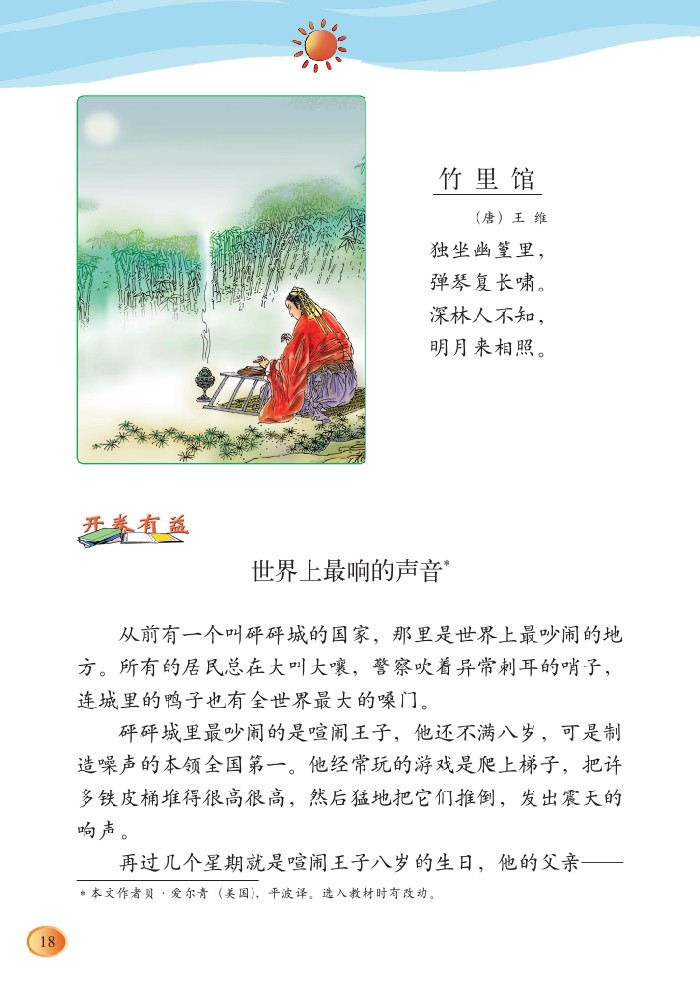 竹里馆
（唐）王 维
独坐幽篁里，
弹琴复长啸。
深林人不知，
明月来相照。
开卷有益
世界上最响的声音*
从前有一个叫砰砰城的国家，那里是世界上最吵闹的地
方。所有的居民总在大叫大嚷，警察吹着异常刺耳的哨子，
连城里的鸭子也有全世界最大的嗓门。
砰砰城里最吵闹的是喧闹王子，他还不满八岁，可是制
造噪声的本领全国第一。他经常玩的游戏是爬上梯子，把许
多铁皮桶堆得很高很高，然后猛地把它们推倒，发出震天的
响声。
再过几个星期就是喧闹王子八岁的生日，他的父亲——
* 本文作者贝·爱尔青（美国），平波译。选入教材时有改动。
18